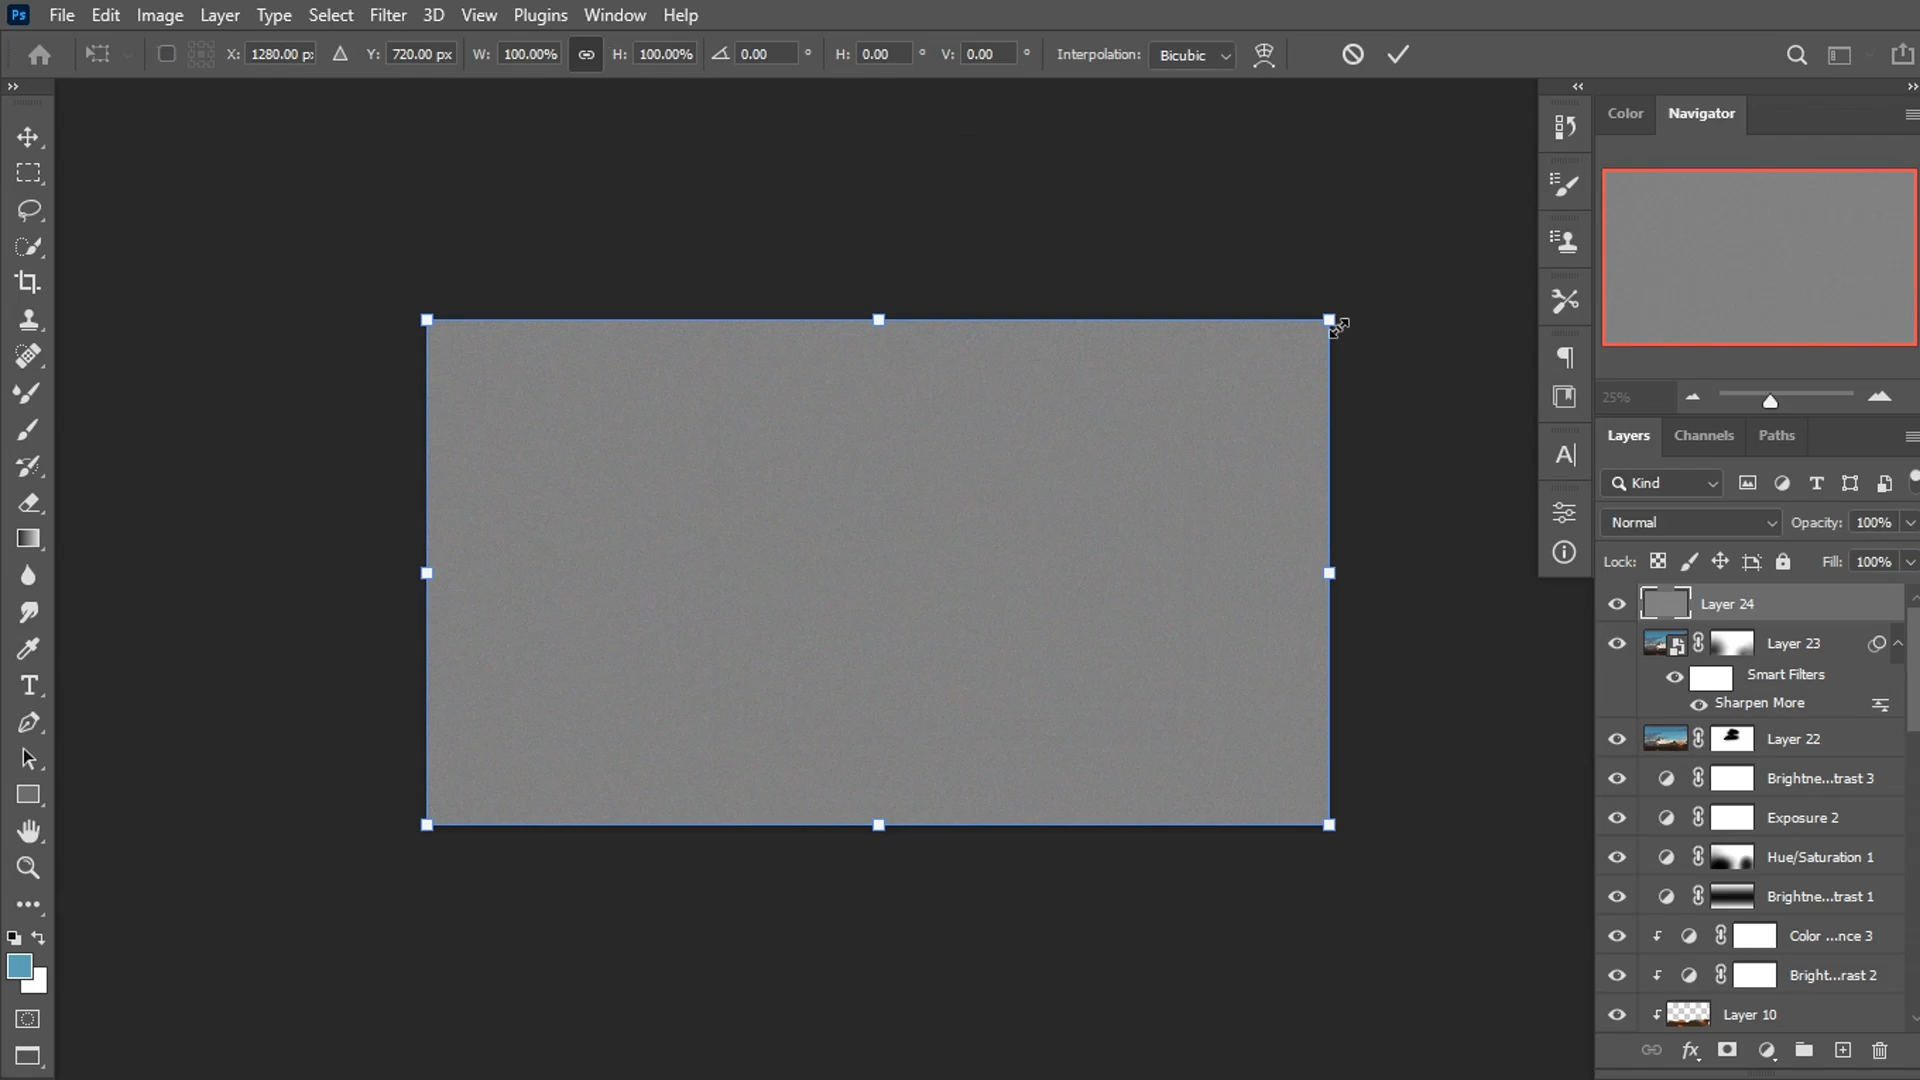 Ps File Edit Image Layer Type Select Filter 3D View Plugins Window Help
X: 1280.00 px Y: 720.00 px W: 100.00% H: 100.00% 0.00 ° H: 0.00 ° V: 0.00 ° Interpolation: Bicubic
Color Navigator
25%
Layers Channels Paths
Kind
Normal Opacity: 100%
Lock: Fill: 100%
Layer 24
Layer 23
Smart Filters
Sharpen More
Layer 22
Brightne...trast 3
Exposure 2
Hue/Saturation 1
Brightne...trast 1
Color ...nce 3
Bright...rast 2
Layer 10
fx